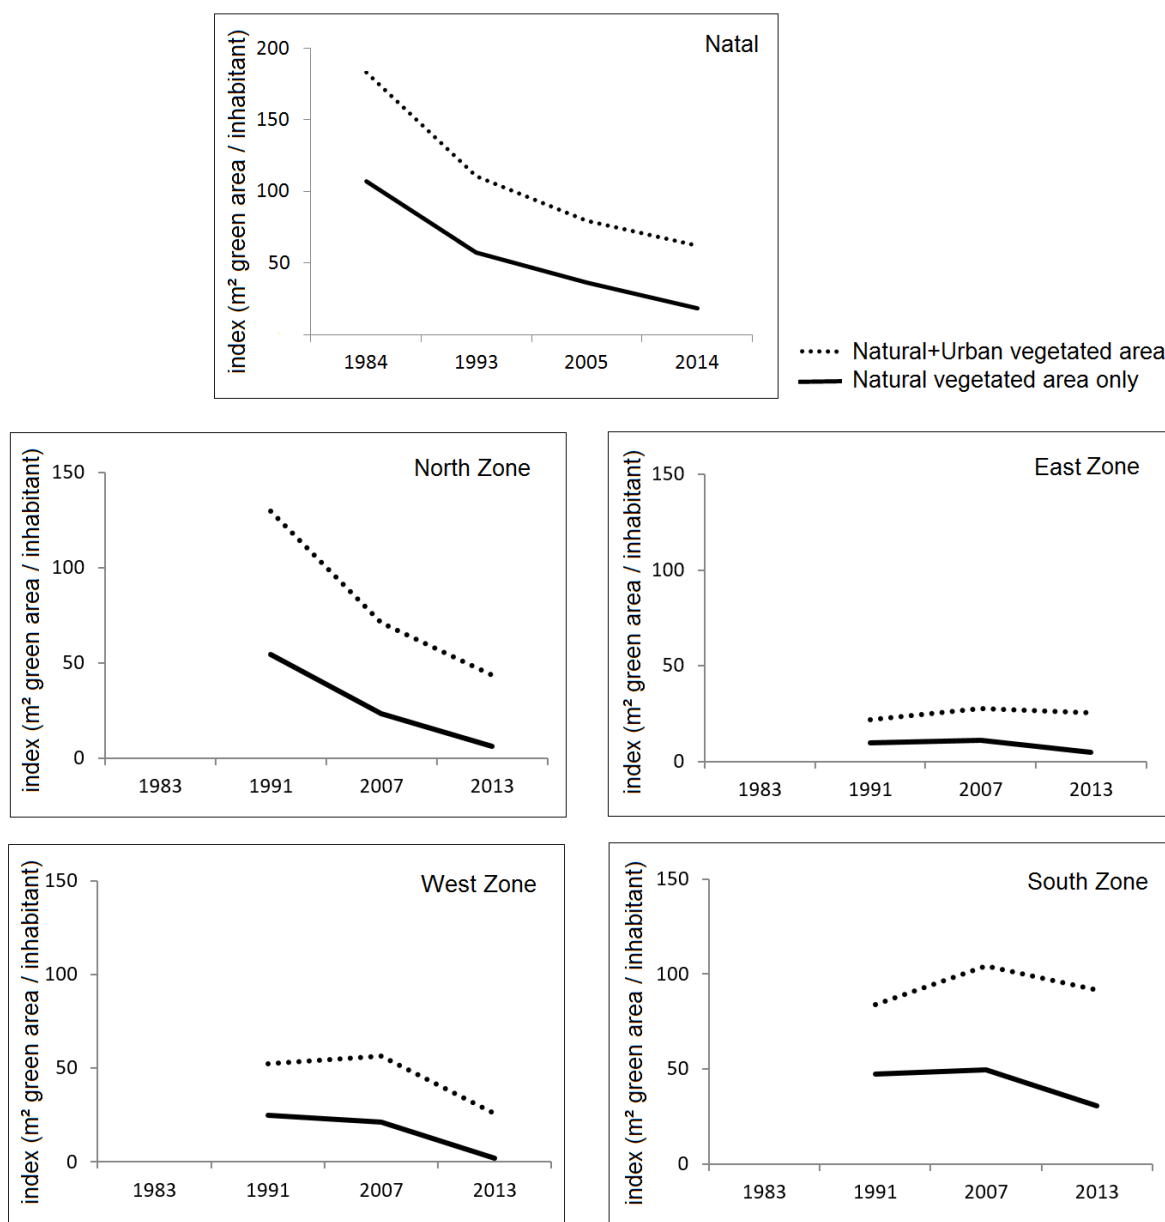 Natal
index (m² green area / inhabitant)
200
150
100
50
1984 1993 2005 2014
Natural+Urban vegetated area
Natural vegetated area only
North Zone
index (m² green area / inhabitant)
150
100
50
0
1983 1991 2007 2013
East Zone
index (m² green area / inhabitant)
150
100
50
0
1983 1991 2007 2013
West Zone
index (m² green area / inhabitant)
150
100
50
0
1983 1991 2007 2013
South Zone
index (m² green area / inhabitant)
150
100
50
0
1983 1991 2007 2013